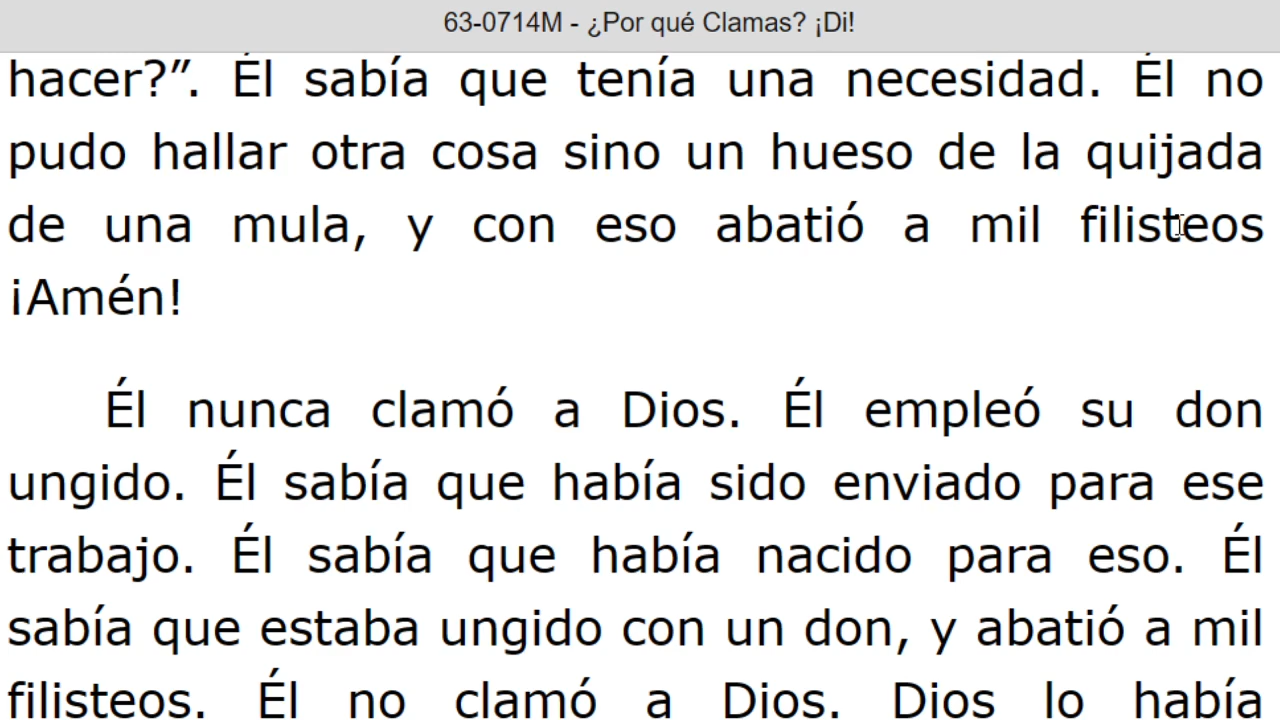 63-0714M - ¿Por qué Clamas? ¡Di!
hacer?”. Él sabía que tenía una necesidad. Él no
pudo hallar otra cosa sino un hueso de la quijada
de una mula, y con eso abatió a mil filisteos
¡Amén!
Él nunca clamó a Dios. Él empleó su don
ungido. Él sabía que había sido enviado para ese
trabajo. Él sabía que había nacido para eso. Él
sabía que estaba ungido con un don, y abatió a mil
filisteos. Él no clamó a Dios. Dios lo había